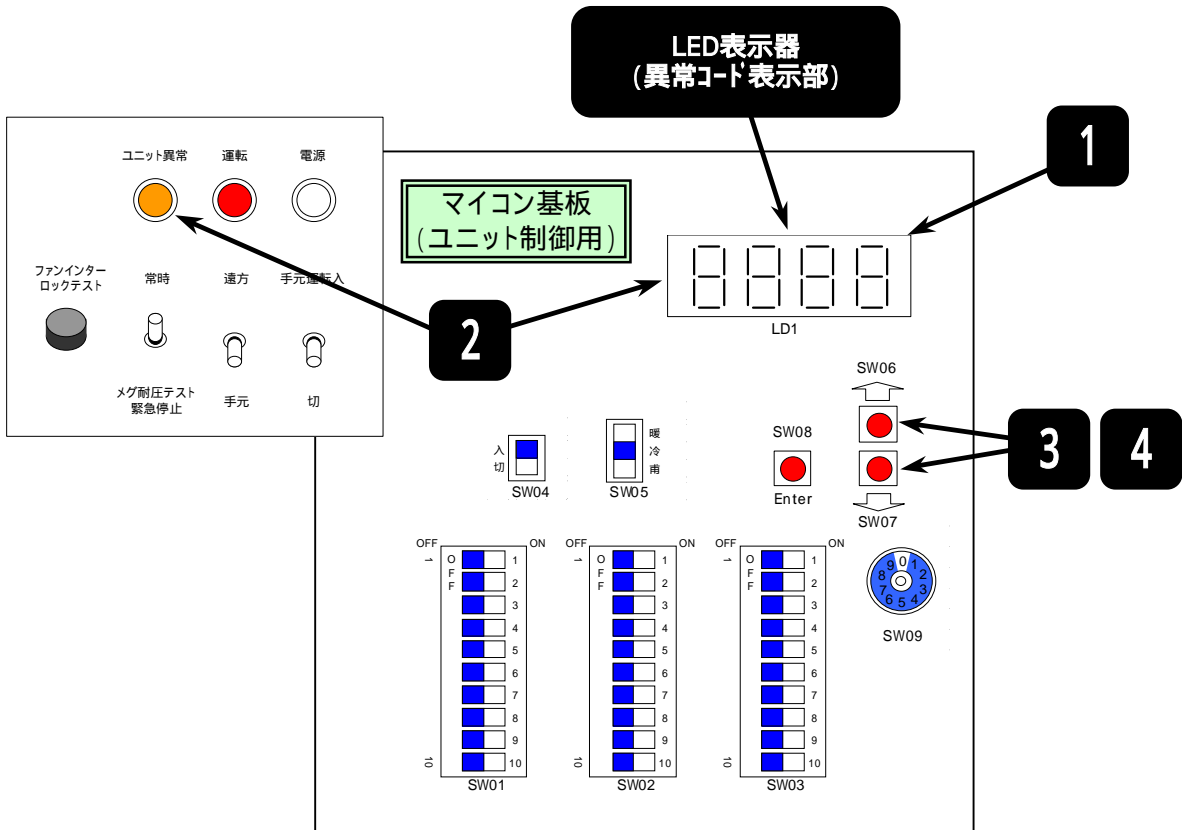 LED表示器
(異常コード表示部)
1
ユニット異常
運転
電源
マイコン基板
(ユニット制御用)
ファンインター
ロックテスト
常時
遠方
手元運転入
LD1
2
メグ耐圧テスト
緊急停止
手元
切
SW06
入
切
SW04
暖
冷
甫
SW05
SW08
Enter
3
4
SW07
OFF
ON
1
OFF
1
2
3
4
5
6
7
8
9
10
10
SW01
OFF
ON
1
OFF
1
2
3
4
5
6
7
8
9
10
10
SW02
OFF
ON
1
OFF
1
2
3
4
5
6
7
8
9
10
10
SW03
0
1
2
3
4
5
6
7
8
9
SW09